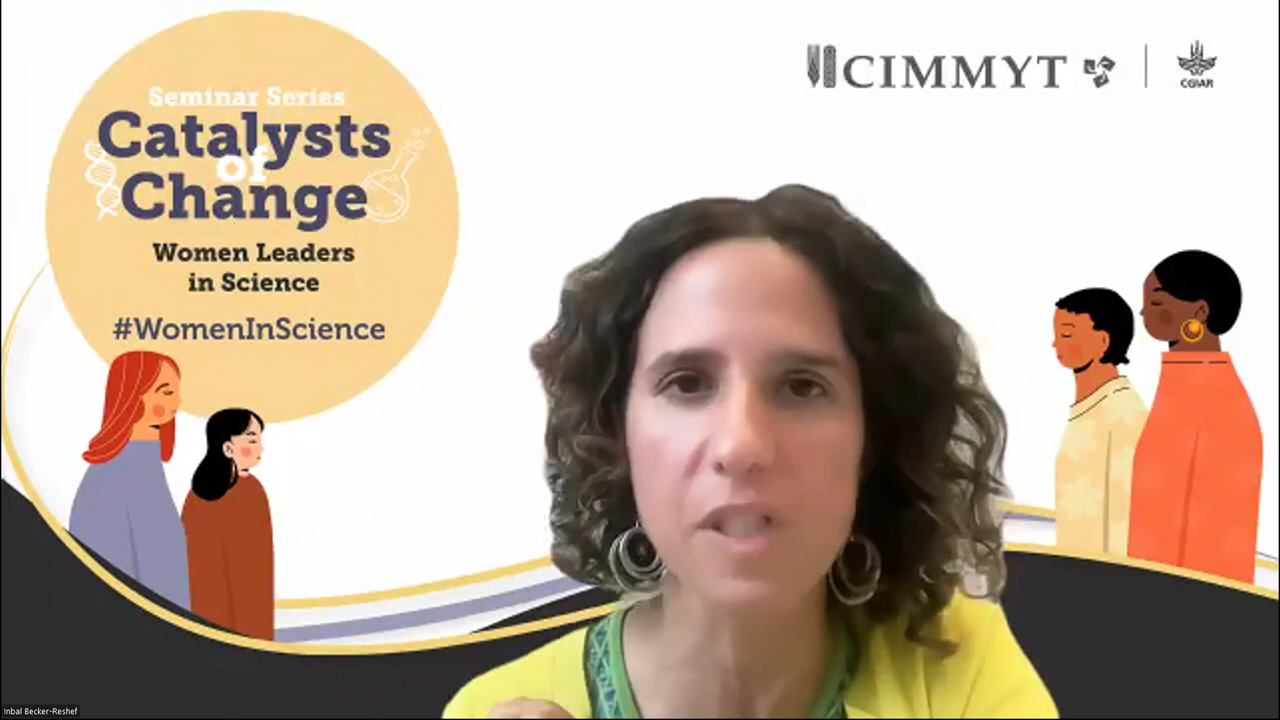 Seminar Series
Catalysts
of
Change
Women Leaders
in Science
#WomenInScience
CIMMYT
CGIAR
Inbal Becker-Reshef